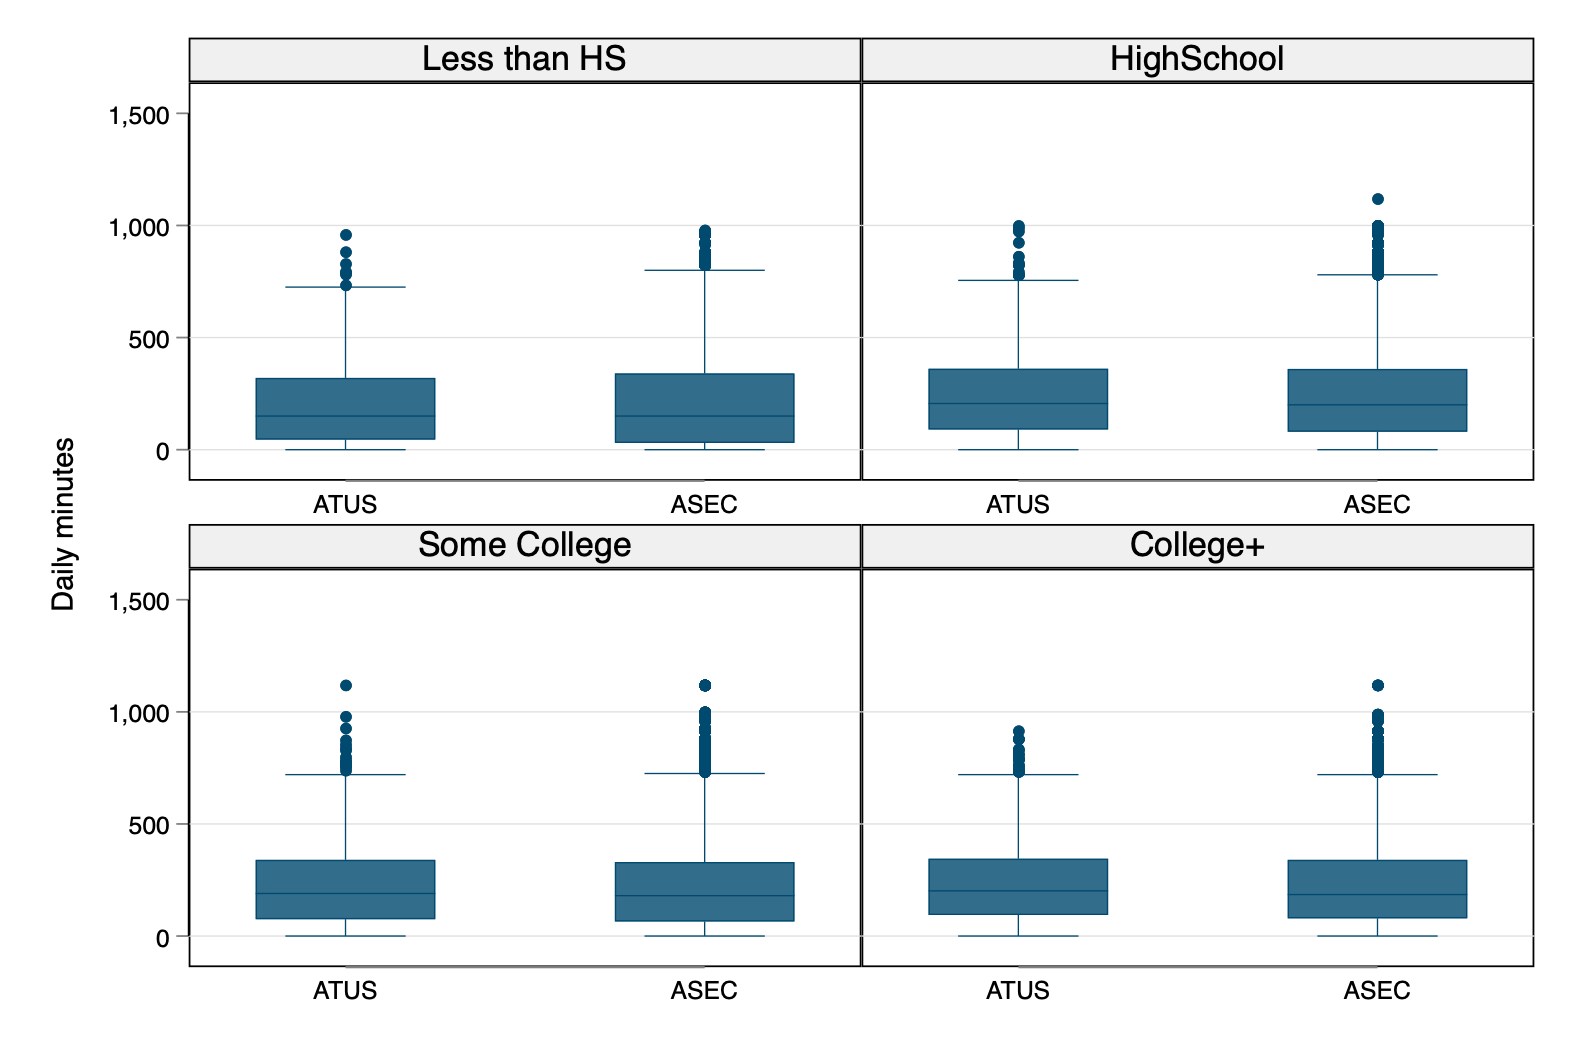 Less than HS
HighSchool
1,500
1,000
500
0
ATUS
ASEC
ATUS
ASEC
Daily minutes
Some College
College+
1,500
1,000
500
0
ATUS
ASEC
ATUS
ASEC